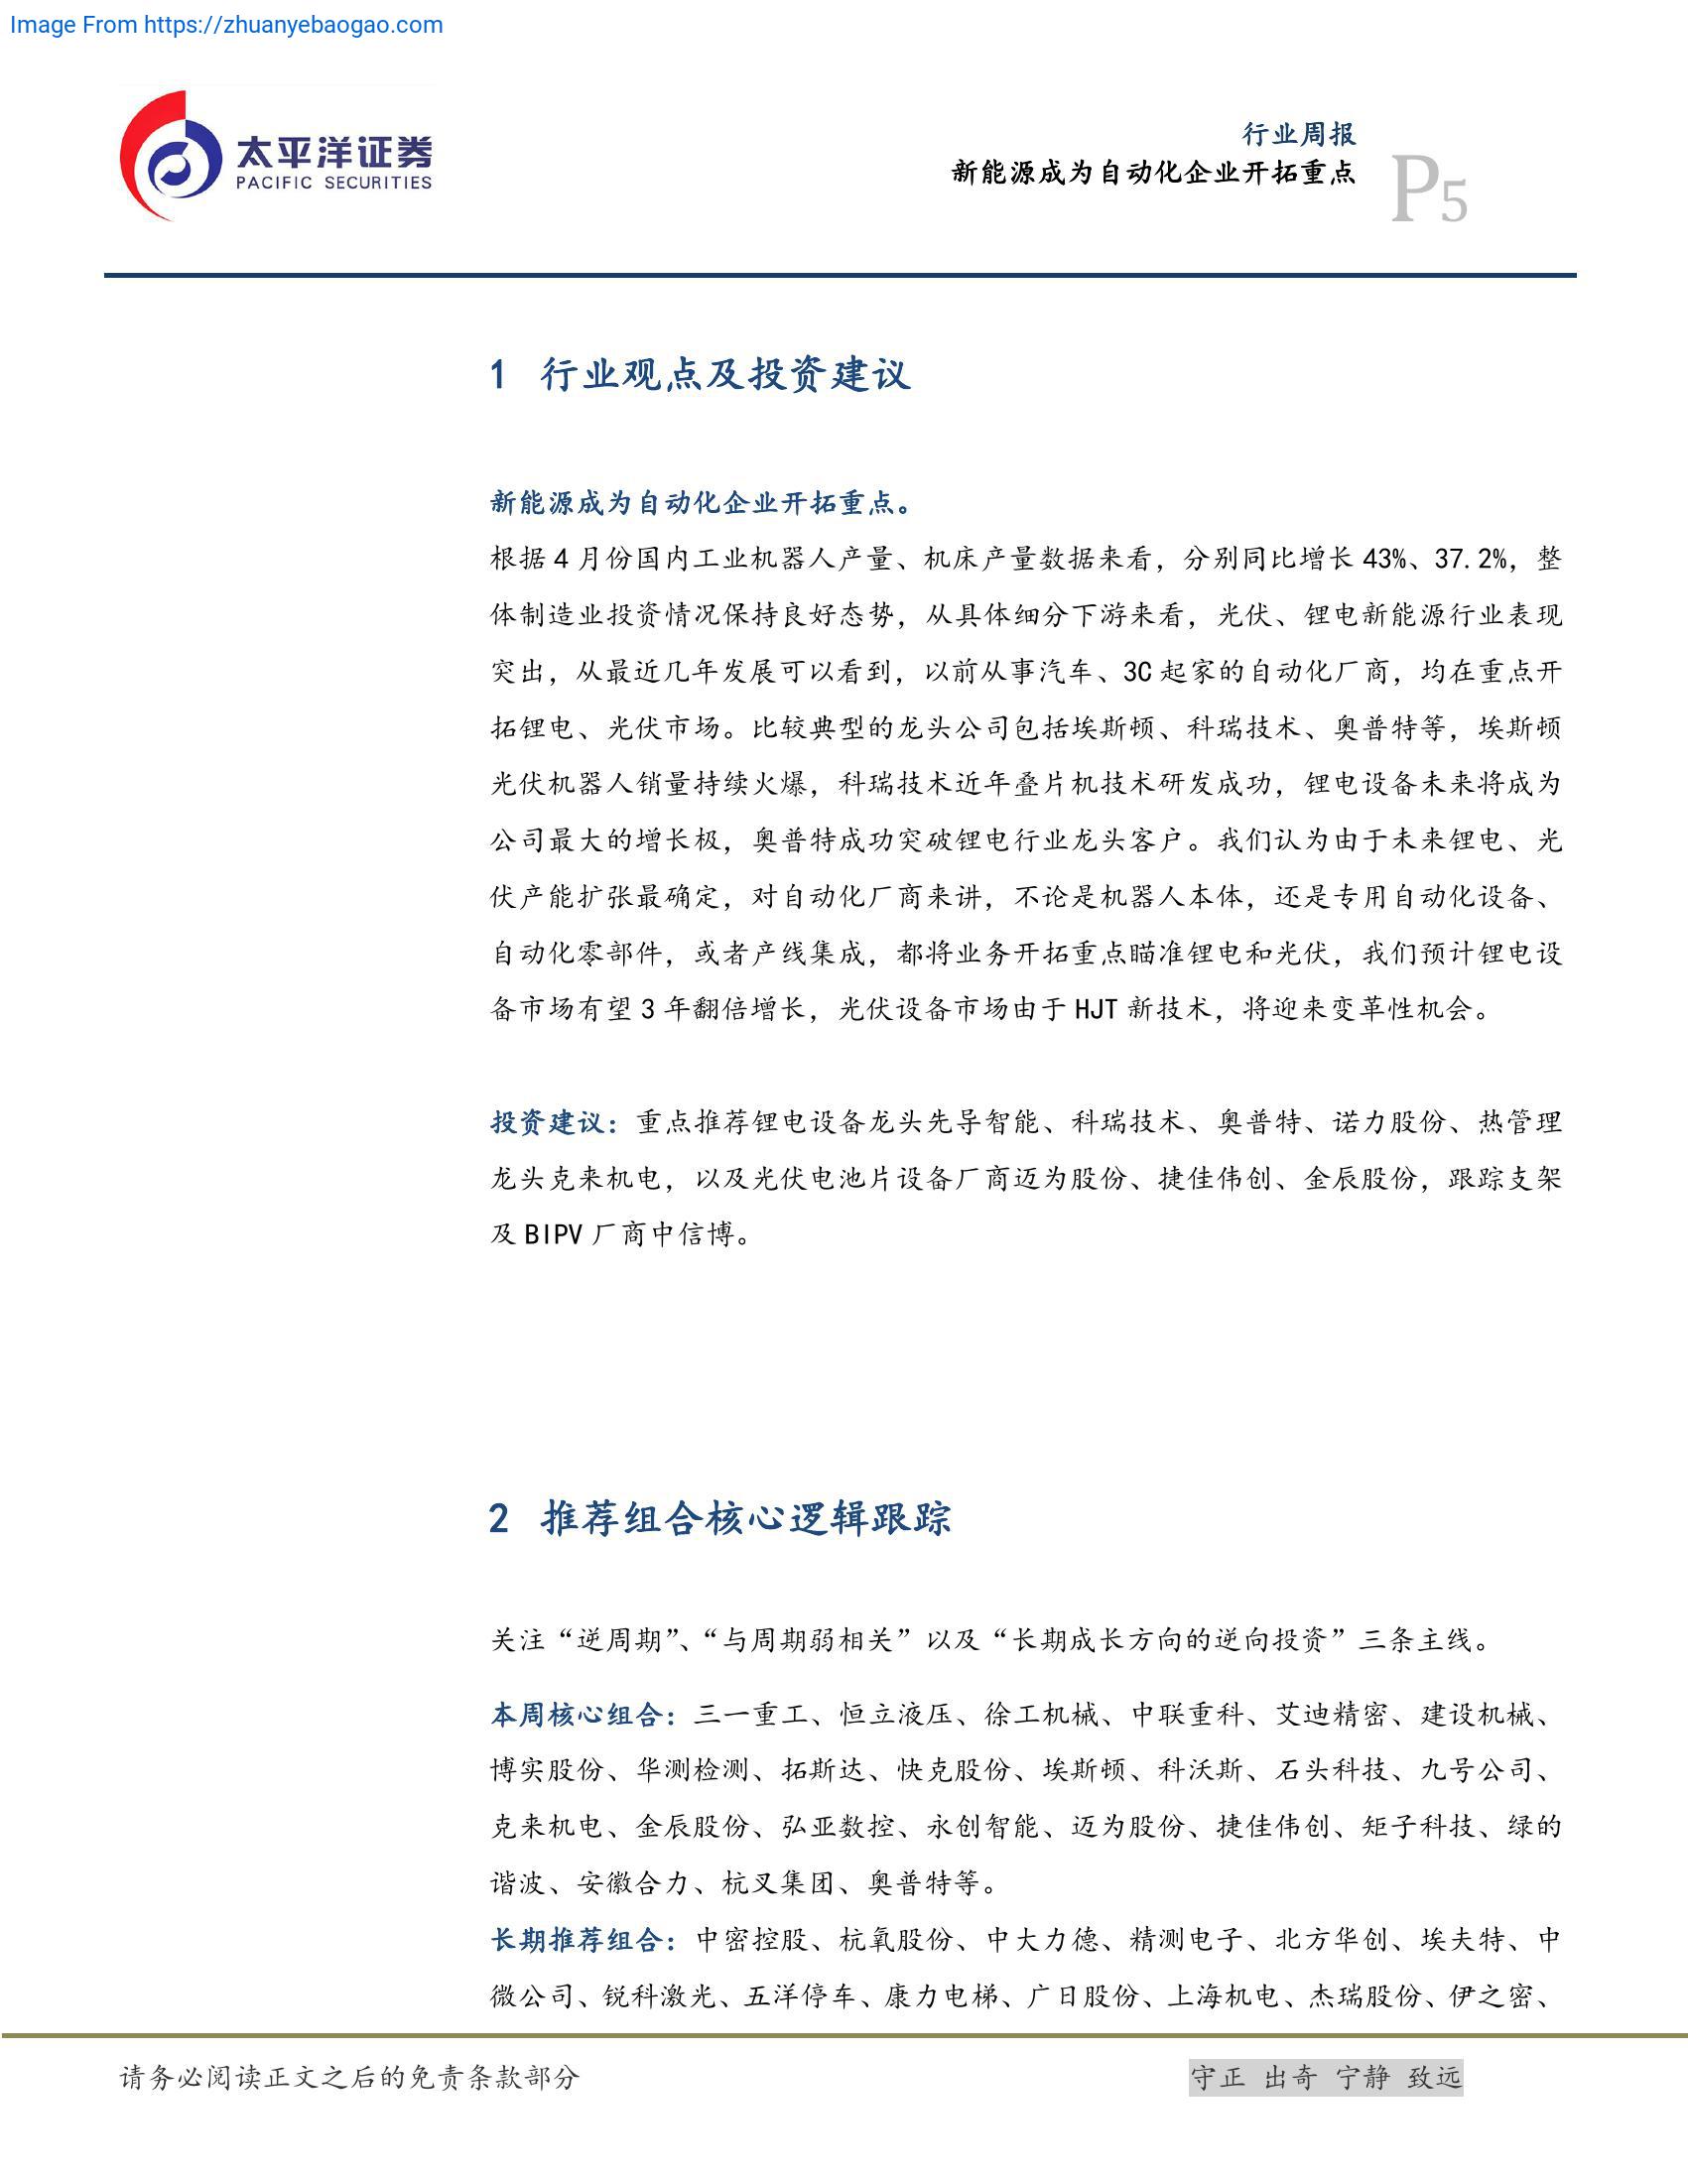 Image From https://zhuanyebaogao.com
太平洋证券
PACIFIC SECURITIES
行业周报
新能源成为自动化企业开拓重点
P5
1 行业观点及投资建议
新能源成为自动化企业开拓重点。
根据 4 月份国内工业机器人产量、机床产量数据来看，分别同比增长 43%、37.2%，整
体制造业投资情况保持良好态势，从具体细分下游来看，光伏、锂电新能源行业表现
突出，从最近几年发展可以看到，以前从事汽车、3C 起家的自动化厂商，均在重点开
拓锂电、光伏市场。比较典型的龙头公司包括埃斯顿、科瑞技术、奥普特等，埃斯顿
光伏机器人销量持续火爆，科瑞技术近年叠片机技术研发成功，锂电设备未来将成为
公司最大的增长极，奥普特成功突破锂电行业龙头客户。我们认为由于未来锂电、光
伏产能扩张最确定，对自动化厂商来讲，不论是机器人本体，还是专用自动化设备、
自动化零部件，或者产线集成，都将业务开拓重点瞄准锂电和光伏，我们预计锂电设
备市场有望 3 年翻倍增长，光伏设备市场由于 HJT 新技术，将迎来变革性机会。
投资建议：重点推荐锂电设备龙头先导智能、科瑞技术、奥普特、诺力股份、热管理
龙头克来机电，以及光伏电池片设备厂商迈为股份、捷佳伟创、金辰股份，跟踪支架
及 BIPV 厂商中信博。
2 推荐组合核心逻辑跟踪
关注“逆周期”、“与周期弱相关”以及“长期成长方向的逆向投资”三条主线。
本周核心组合：三一重工、恒立液压、徐工机械、中联重科、艾迪精密、建设机械、
博实股份、华测检测、拓斯达、快克股份、埃斯顿、科沃斯、石头科技、九号公司、
克来机电、金辰股份、弘亚数控、永创智能、迈为股份、捷佳伟创、矩子科技、绿的
谐波、安徽合力、杭叉集团、奥普特等。
长期推荐组合：中密控股、杭氧股份、中大力德、精测电子、北方华创、埃夫特、中
微公司、锐科激光、五洋停车、康力电梯、广日股份、上海机电、杰瑞股份、伊之密、
请务必阅读正文之后的免责条款部分
守正 出奇 宁静 致远